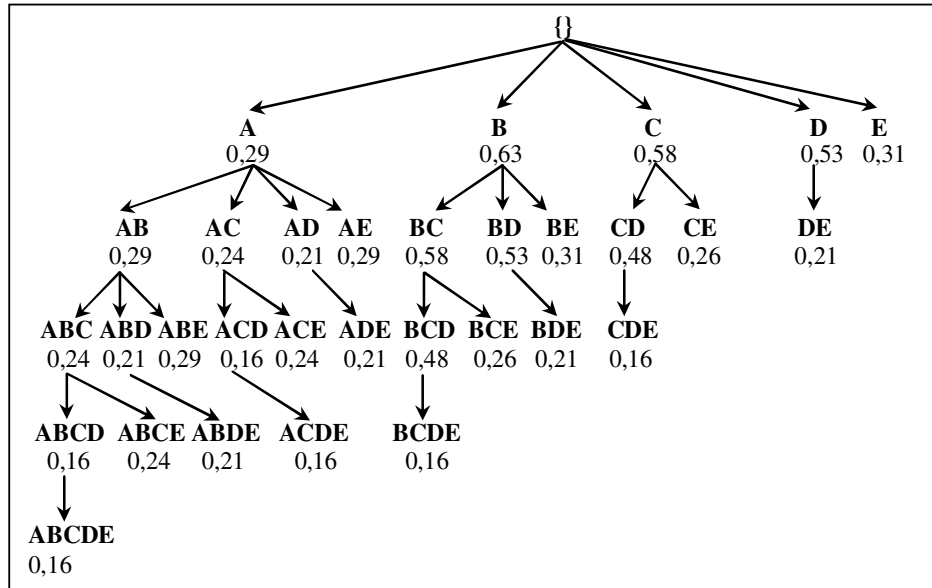 {}
A B C D E
0,29 0,63 0,58 0,53 0,31
AB AC AD AE BC BD BE CD CE DE
0,29 0,24 0,21 0,29 0,58 0,53 0,31 0,48 0,26 0,21
ABC ABD ABE ACD ACE ADE BCD BCE BDE CDE
0,24 0,21 0,29 0,16 0,24 0,21 0,48 0,26 0,21 0,16
ABCD ABCE ABDE ACDE BCDE
0,16 0,24 0,21 0,16 0,16
ABCDE
0,16